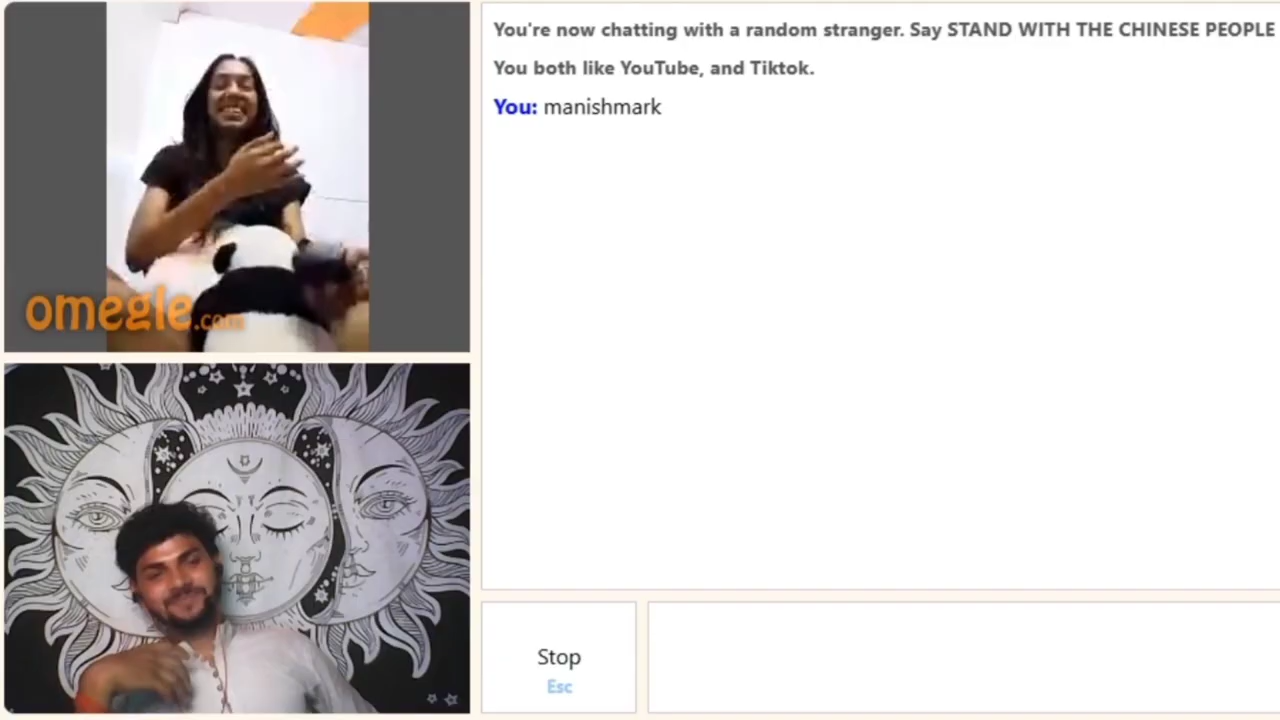 You're now chatting with a random stranger. Say STAND WITH THE CHINESE PEOPLE
You both like YouTube, and Tiktok.
You: manishmark
omegle.com
Stop
Esc